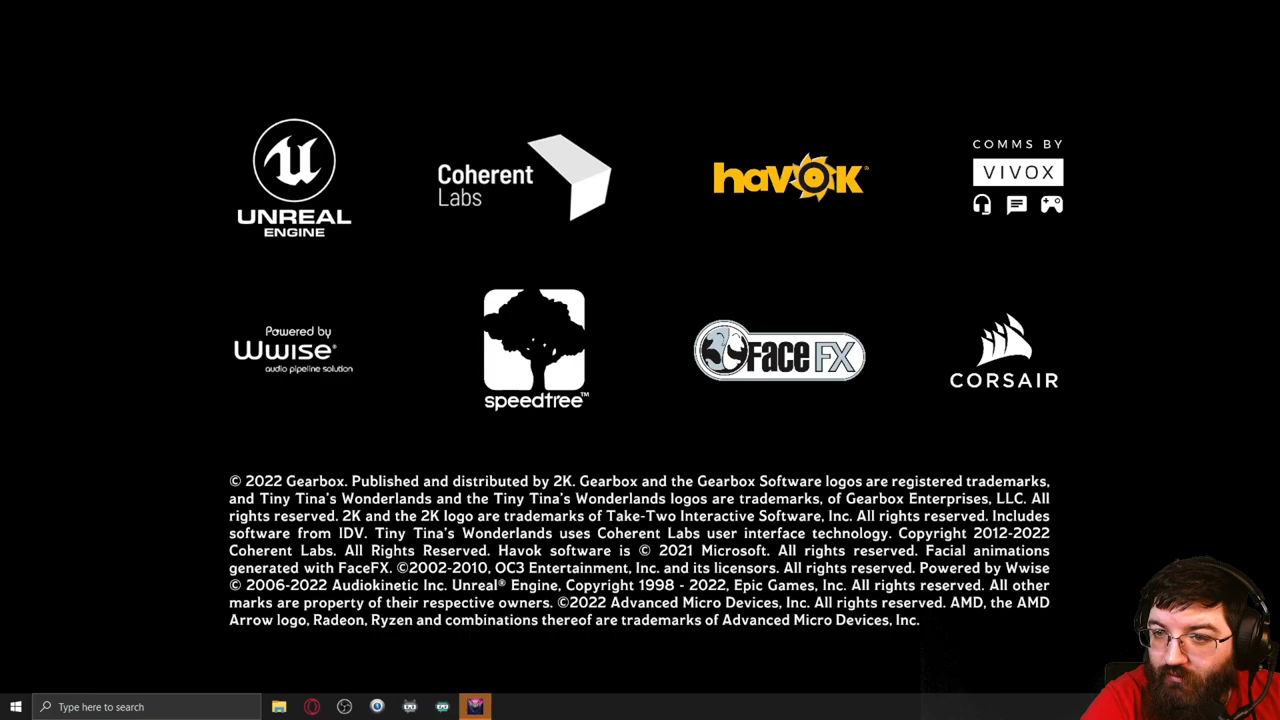 COMMS BY
VIVOX
UNREAL
ENGINE
Coherent
Labs
havok
Powered by
Wwise®
audio pipeline solution
speedtree™
FACE FX
CORSAIR
© 2022 Gearbox. Published and distributed by 2K. Gearbox and the Gearbox Software logos are registered trademarks,
and Tiny Tina's Wonderlands and the Tiny Tina's Wonderlands logos are trademarks, of Gearbox Enterprises, LLC. All
rights reserved. 2K and the 2K logo are trademarks of Take-Two Interactive Software, Inc. All rights reserved. Includes
software from IDV. Tiny Tina's Wonderlands uses Coherent Labs user interface technology. Copyright 2012-2022
Coherent Labs. All Rights Reserved. Havok software is © 2021 Microsoft. All rights reserved. Facial animations
generated with FaceFX. ©2002-2010, OC3 Entertainment, Inc. and its licensors. All rights reserved. Powered by Wwise
© 2006-2022 Audiokinetic Inc. Unreal® Engine, Copyright 1998 - 2022, Epic Games, Inc. All rights reserved. All other
marks are property of their respective owners. ©2022 Advanced Micro Devices, Inc. All rights reserved. AMD, the AMD
Arrow logo, Radeon, Ryzen and combinations thereof are trademarks of Advanced Micro Devices, Inc.
Type here to search